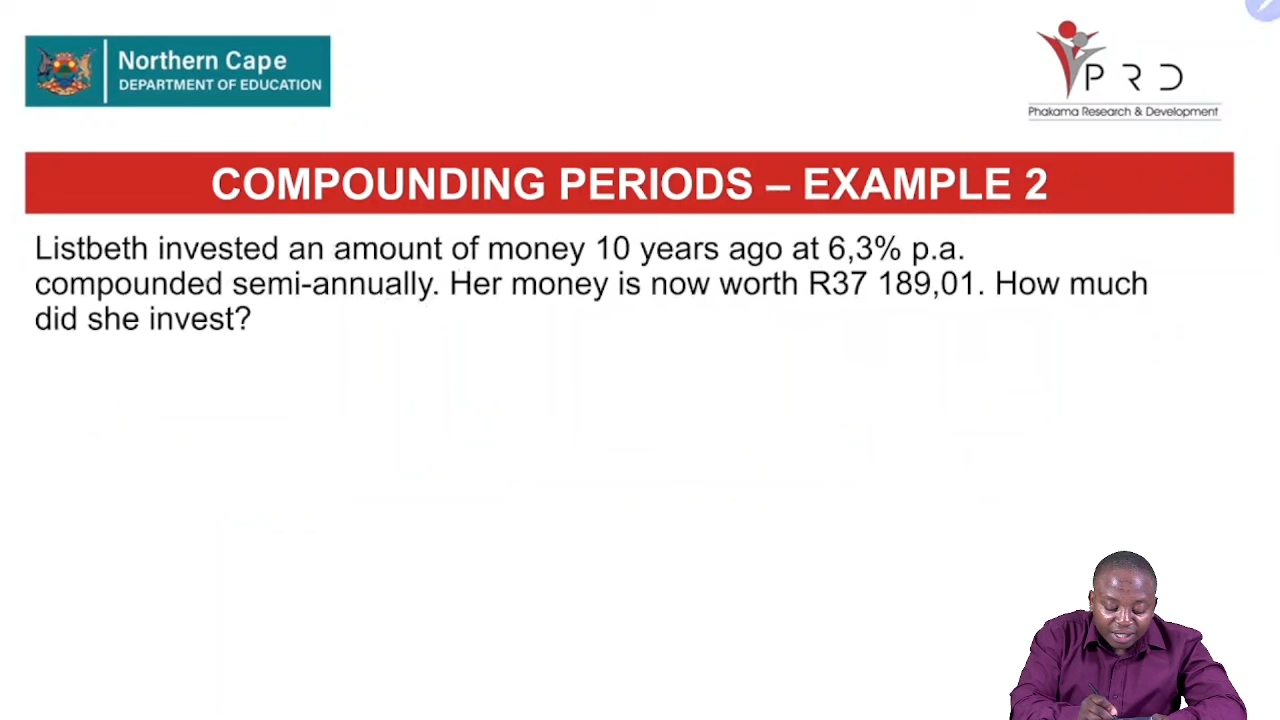 Northern Cape
DEPARTMENT OF EDUCATION
PRD
Phakama Research & Development
COMPOUNDING PERIODS – EXAMPLE 2
Listbeth invested an amount of money 10 years ago at 6,3% p.a.
compounded semi-annually. Her money is now worth R37 189,01. How much
did she invest?